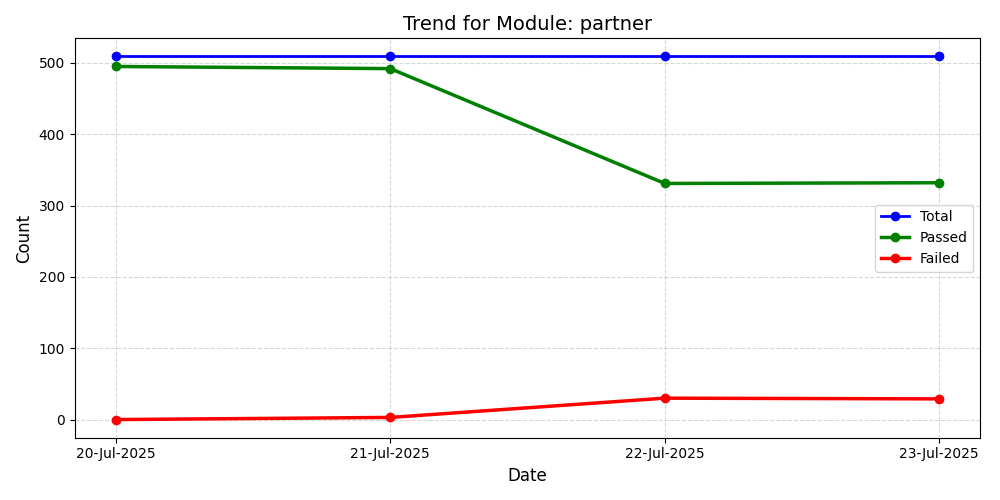 Trend for Module: partner
Count
500
400
300
200
100
0
Total
Passed
Failed
20-Jul-2025
21-Jul-2025
22-Jul-2025
23-Jul-2025
Date